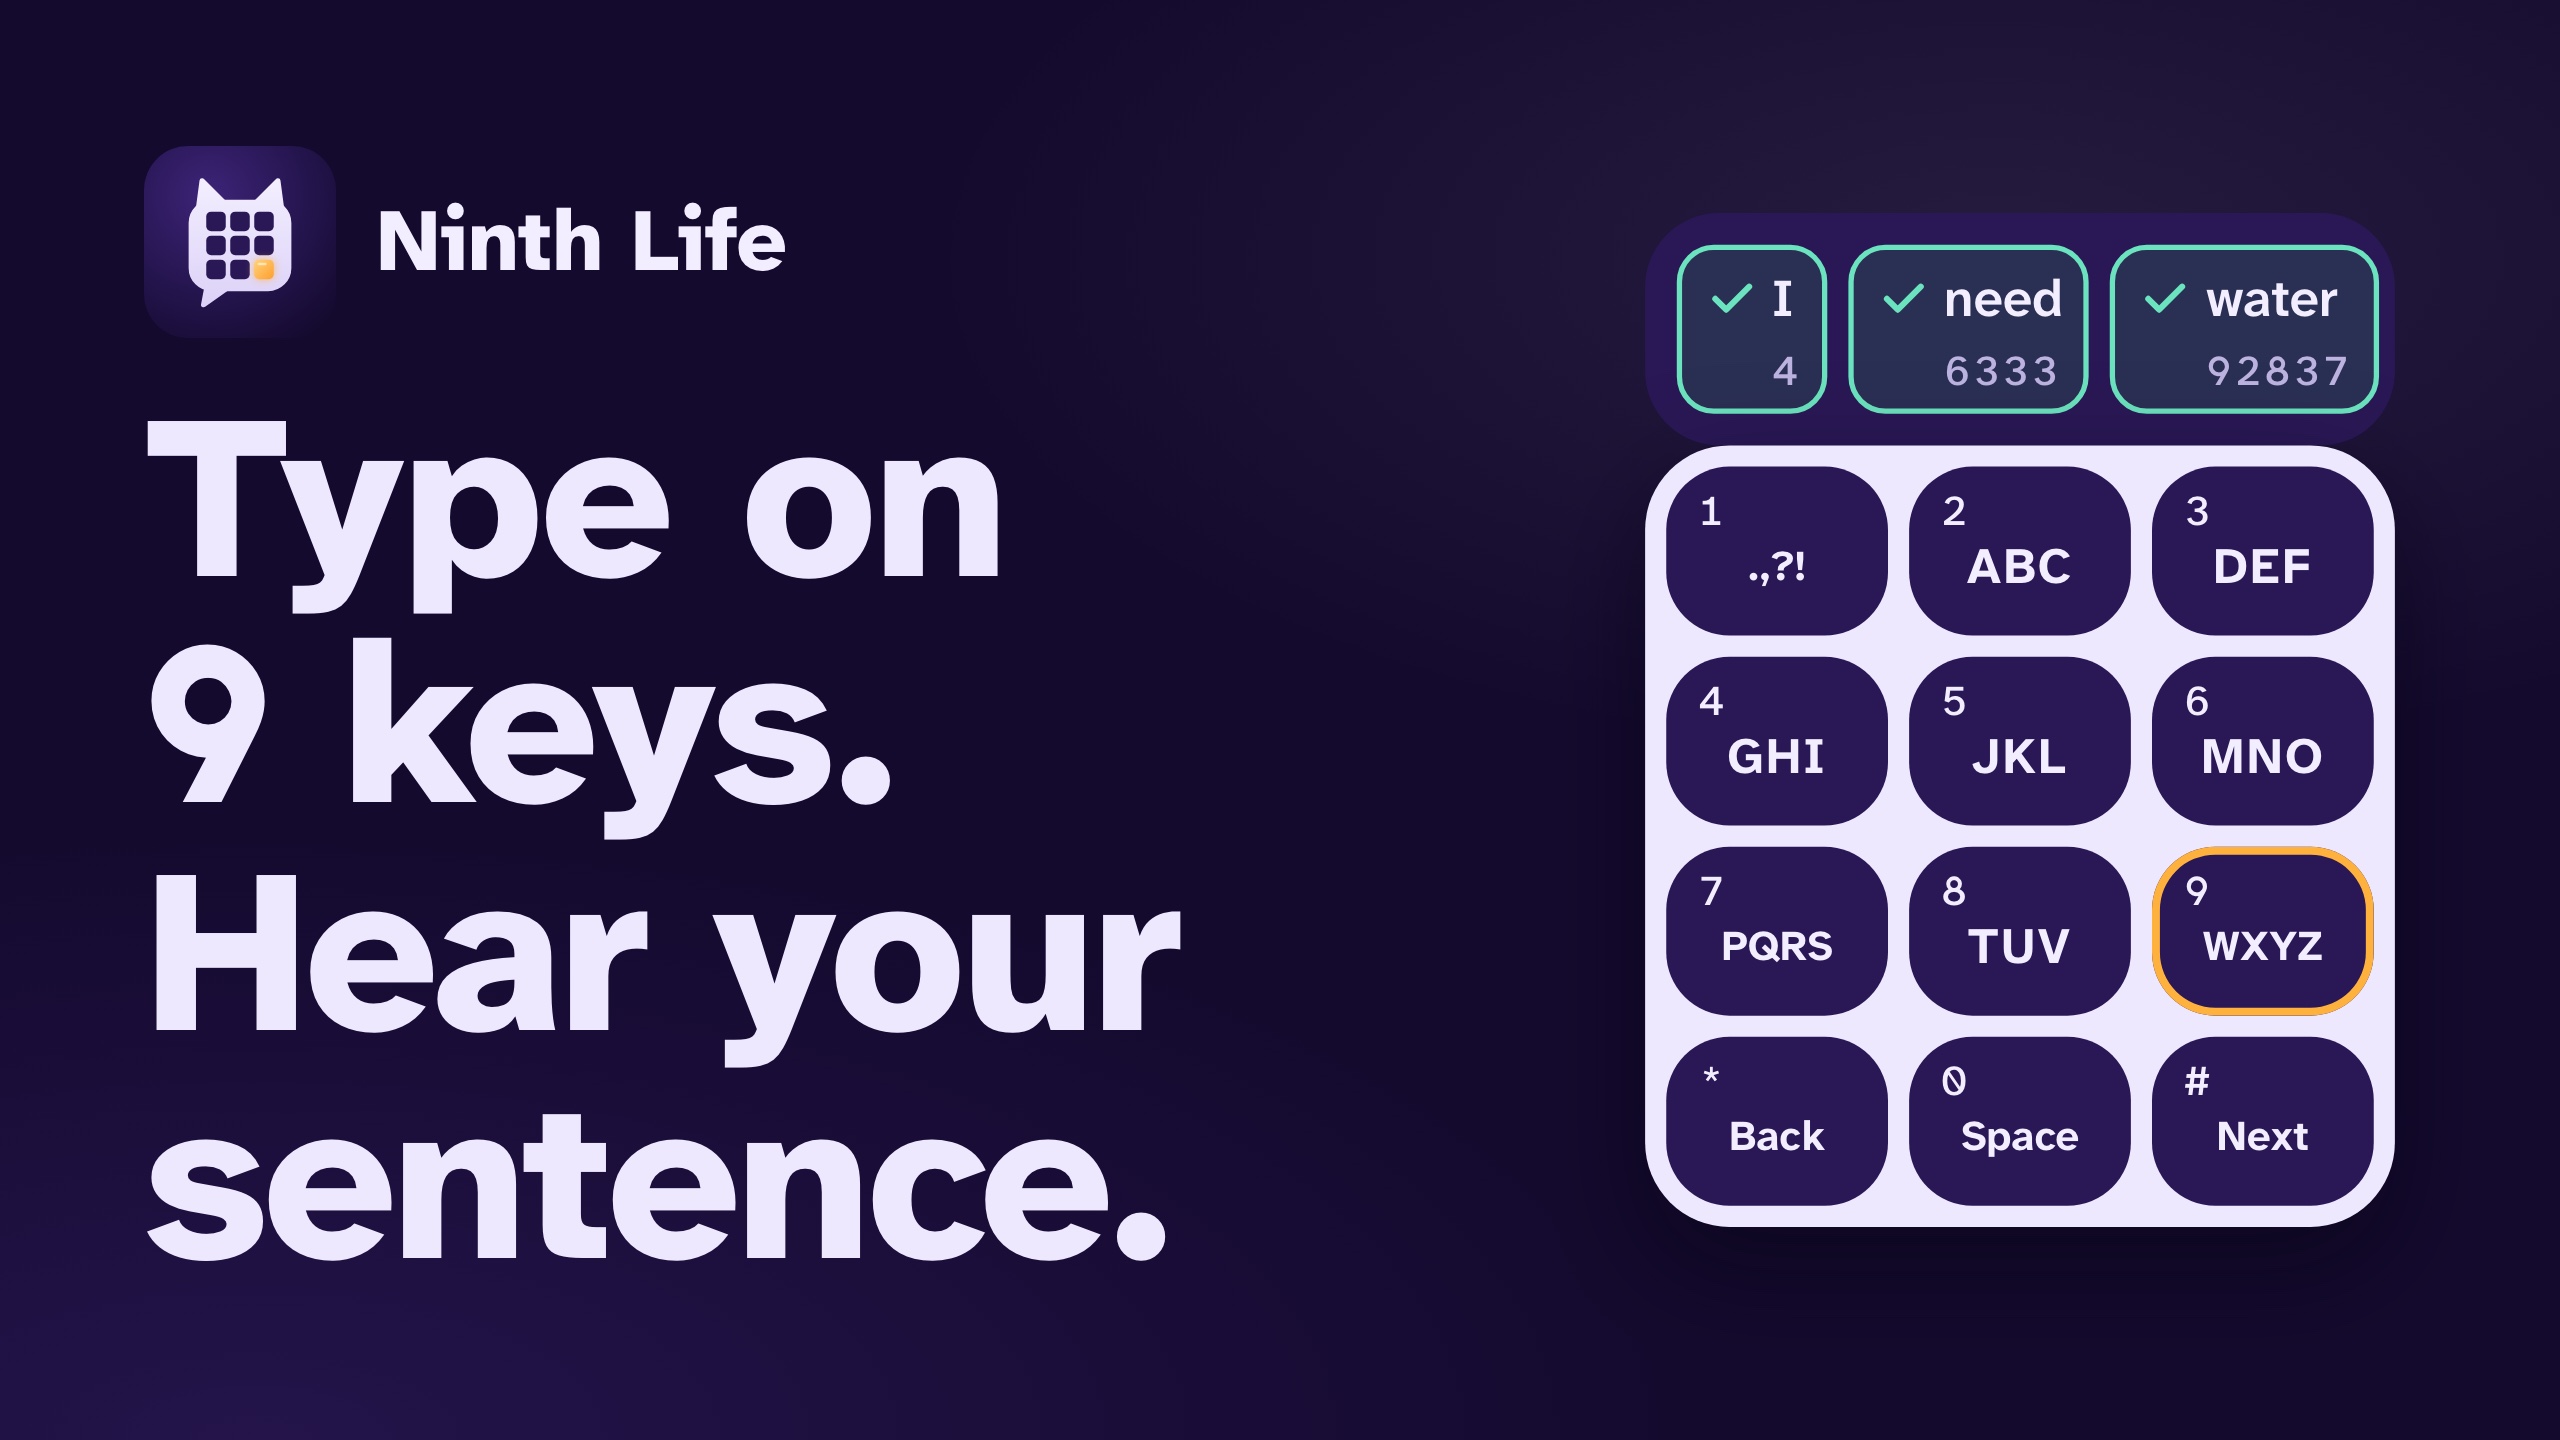 Ninth Life
Type on
9 keys.
Hear your
sentence.
I need water
4 6333 92837
1 2 3
.,?! ABC DEF
4 5 6
GHI JKL MNO
7 8 9
PQRS TUV WXYZ
* 0 #
Back Space Next